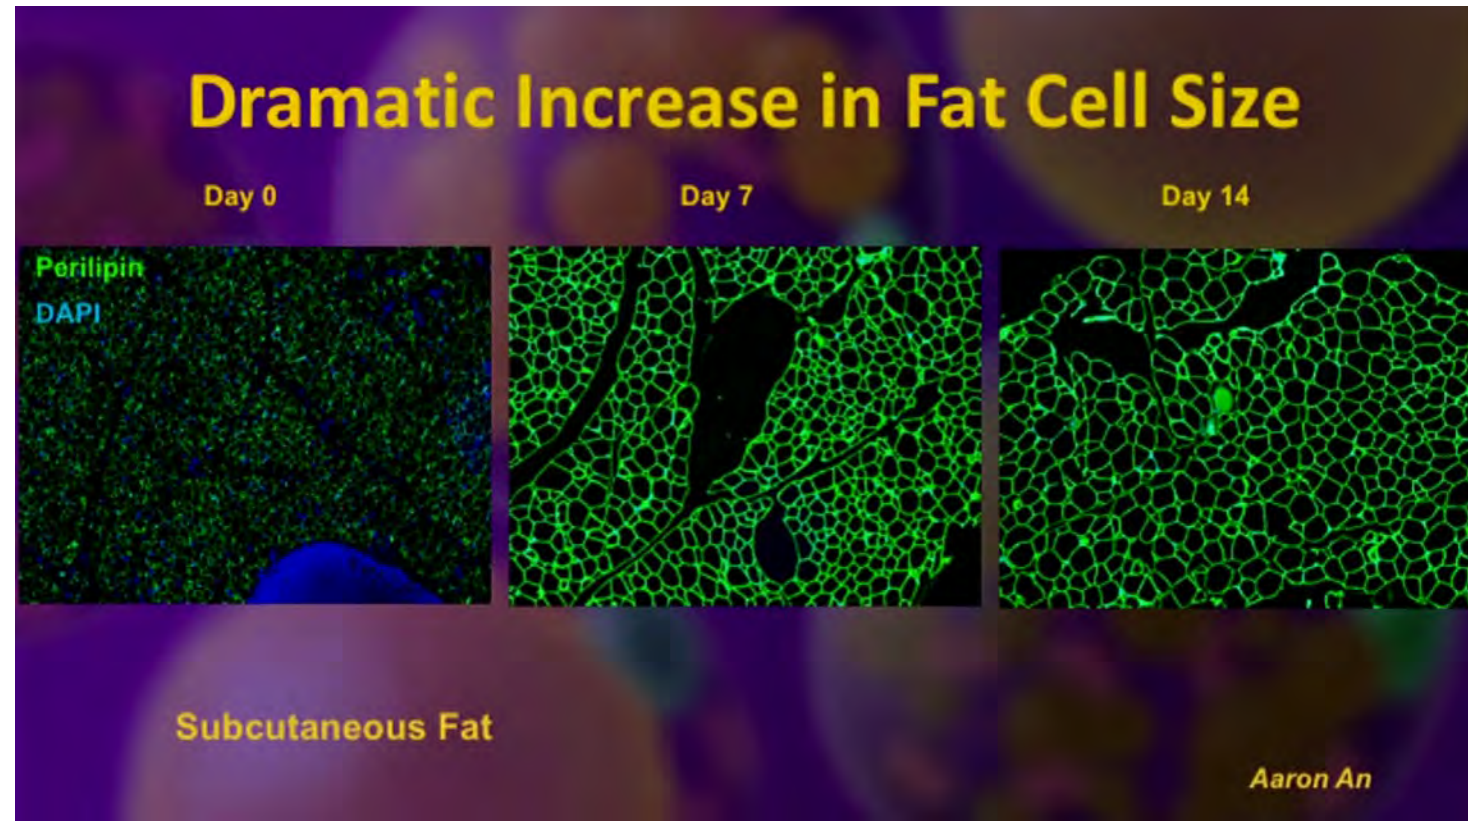 Dramatic Increase in Fat Cell Size
Day 0
Day 7
Day 14
Perilipin
DAPI
Subcutaneous Fat
Aaron An